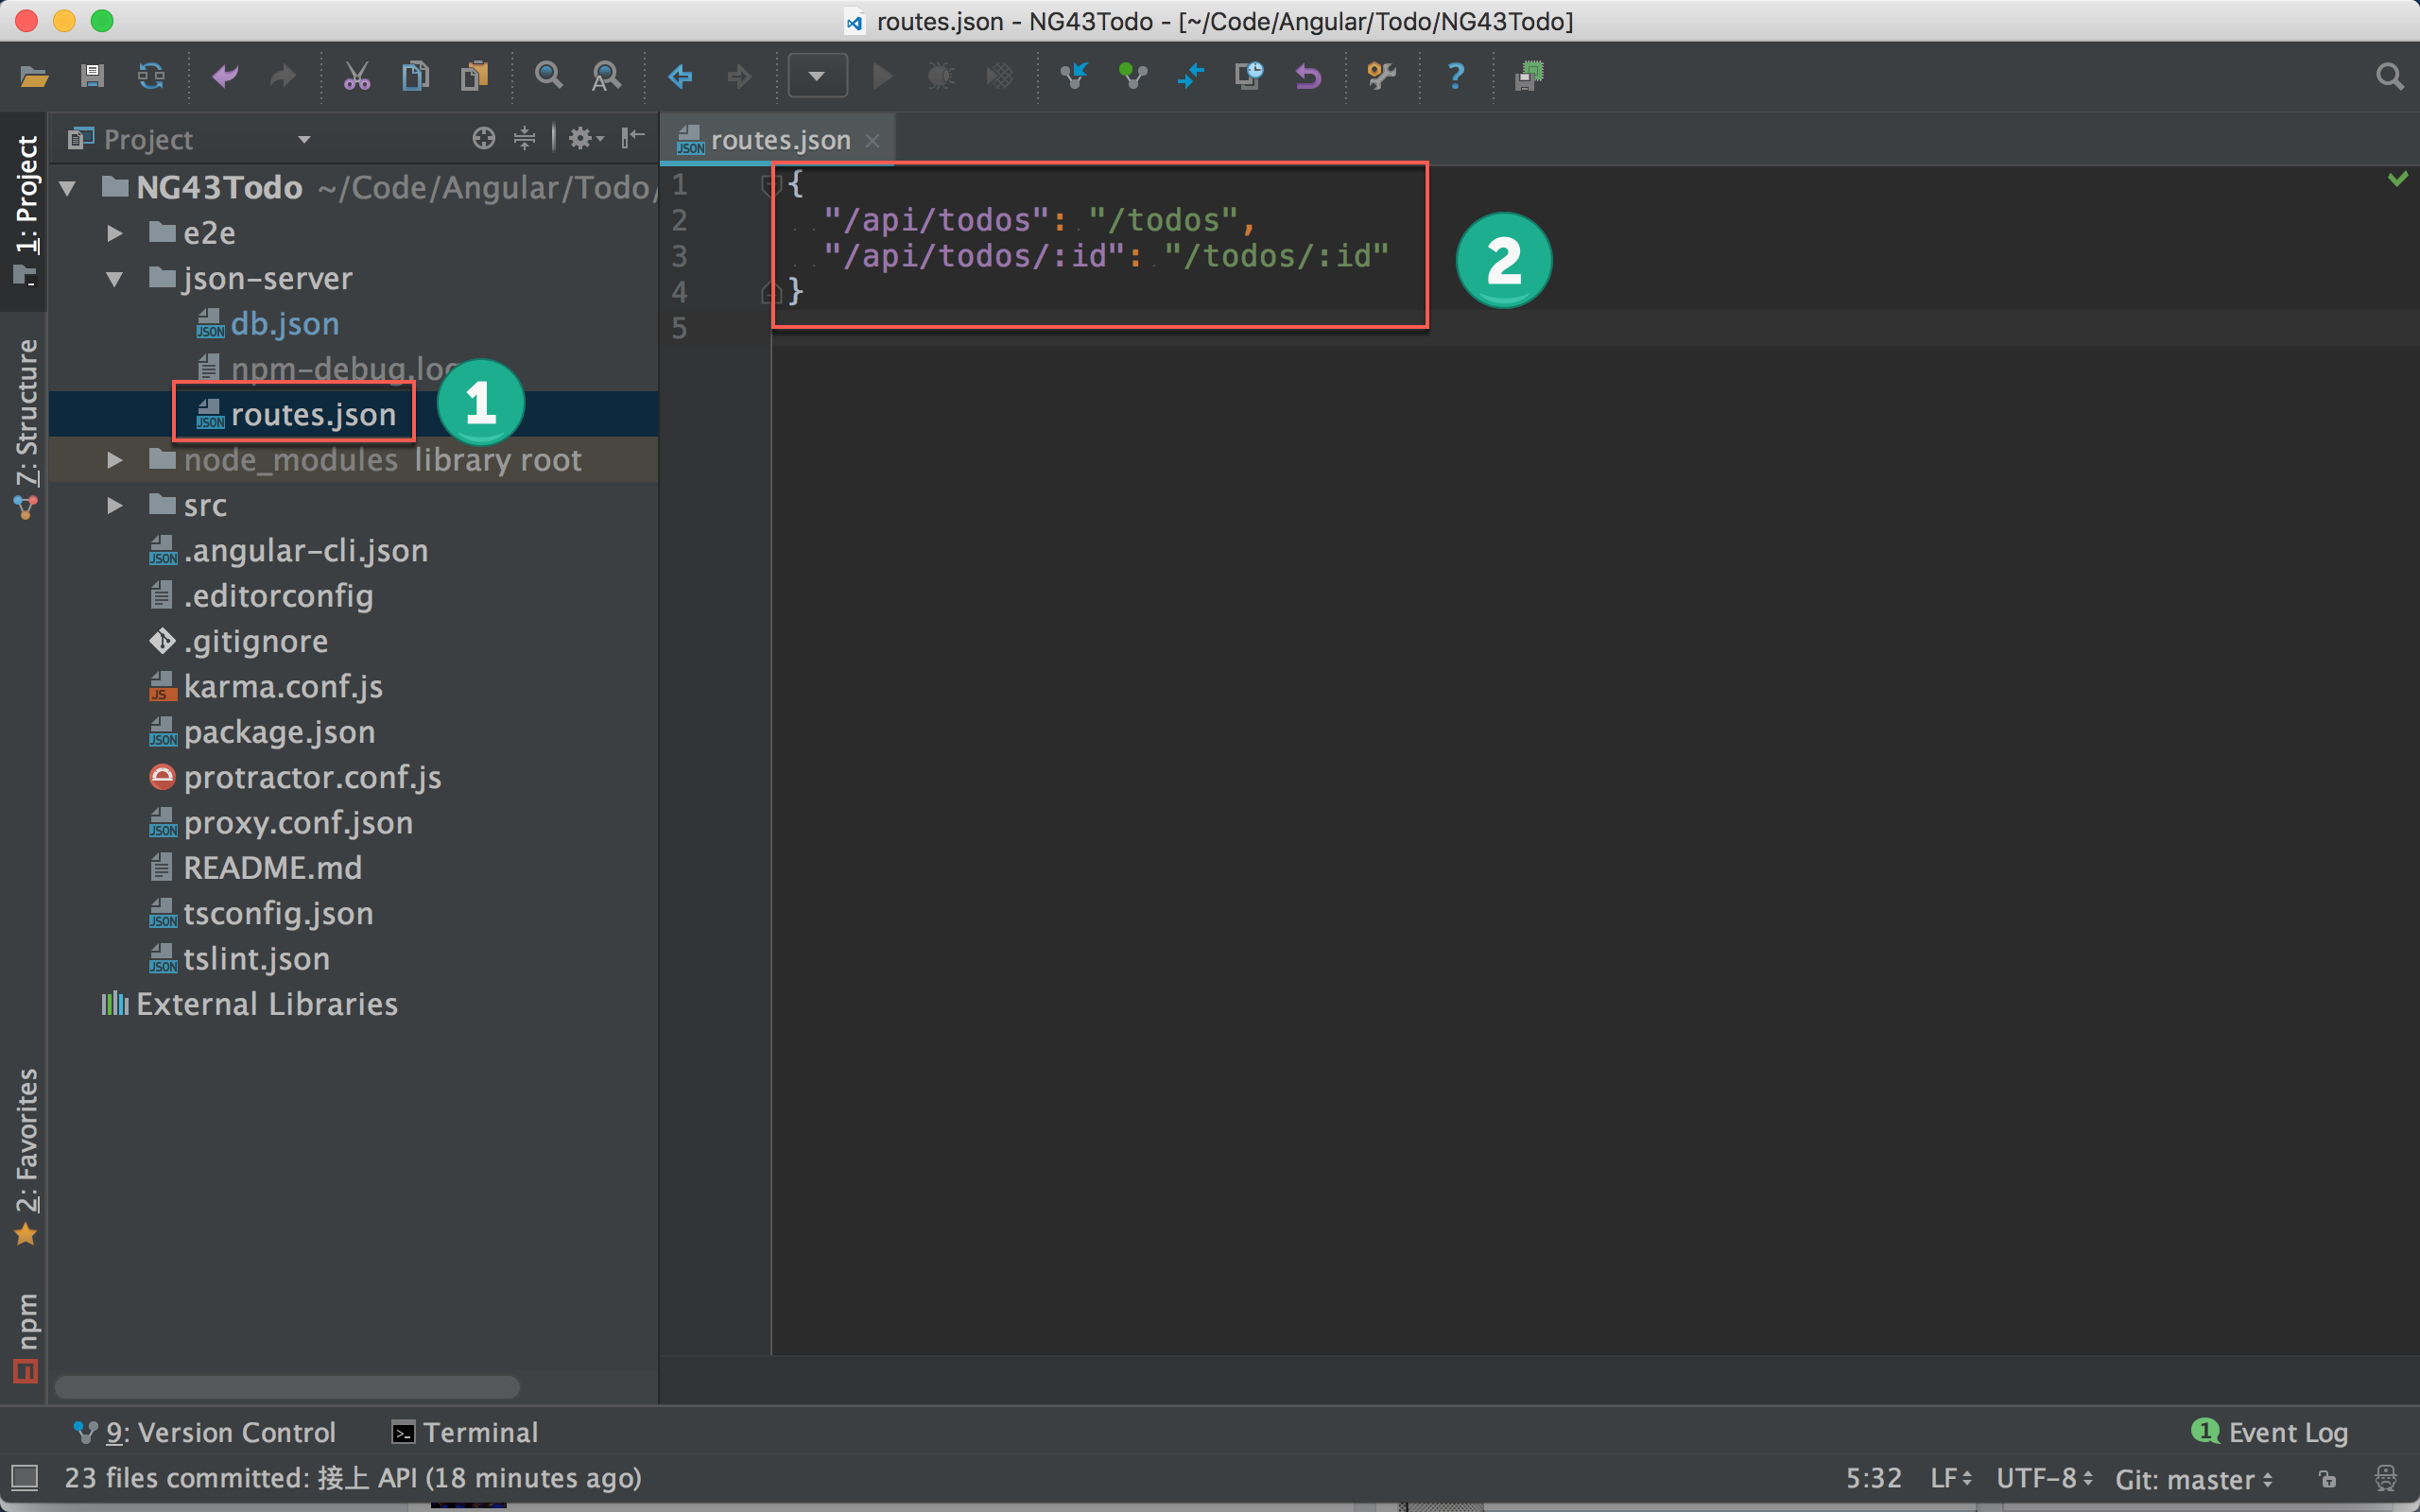 routes.json - NG43Todo - [~/Code/Angular/Todo/NG43Todo]
1: Project
7: Structure
2: Favorites
npm
Project
NG43Todo ~/Code/Angular/Todo/
e2e
json-server
db.json
npm-debug.log
routes.json
1
node_modules library root
src
.angular-cli.json
.editorconfig
.gitignore
karma.conf.js
package.json
protractor.conf.js
proxy.conf.json
README.md
tsconfig.json
tslint.json
External Libraries
routes.json
1 {
2 "/api/todos": "/todos",
3 "/api/todos/:id": "/todos/:id"
4 }
5
2
9: Version Control
Terminal
1 Event Log
23 files committed: 接上 API (18 minutes ago)
5:32 LF UTF-8 Git: master